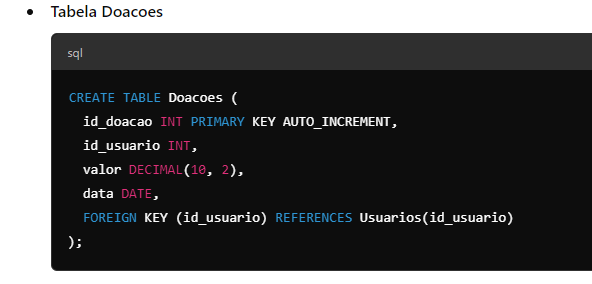 Tabela Doacoes
sql
CREATE TABLE Doacoes (
id_doacao INT PRIMARY KEY AUTO_INCREMENT,
id_usuario INT,
valor DECIMAL(10, 2),
data DATE,
FOREIGN KEY (id_usuario) REFERENCES Usuarios(id_usuario)
);